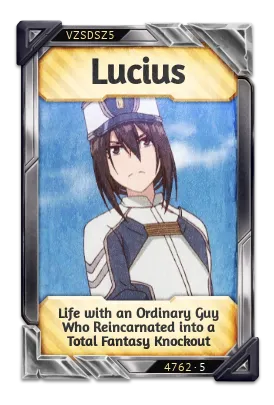 VZSDSZ5
Lucius
Life with an Ordinary Guy
Who Reincarnated into a
Total Fantasy Knockout
4762·5